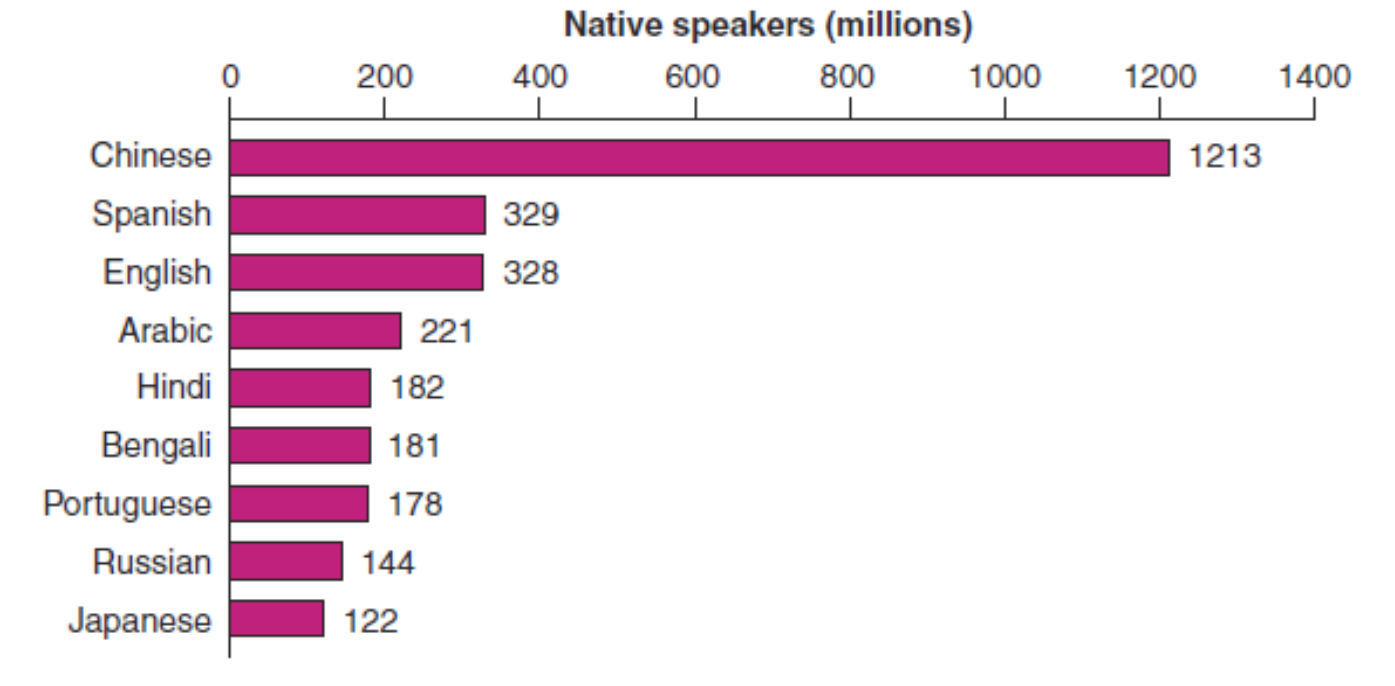 Native speakers (millions)
0 200 400 600 800 1000 1200 1400
Chinese 1213
Spanish 329
English 328
Arabic 221
Hindi 182
Bengali 181
Portuguese 178
Russian 144
Japanese 122